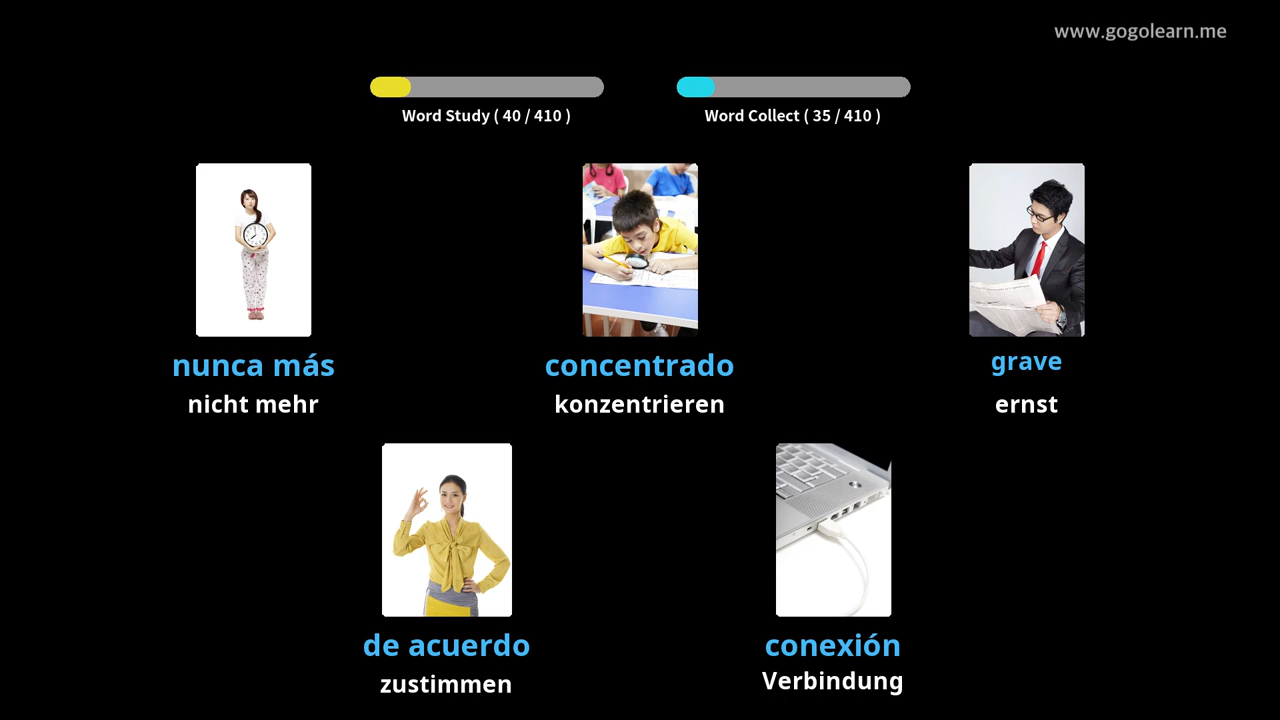 www.gogolearn.me
Word Study ( 40 / 410 )
Word Collect ( 35 / 410 )
nunca más
nicht mehr
concentrado
konzentrieren
grave
ernst
de acuerdo
zustimmen
conexión
Verbindung